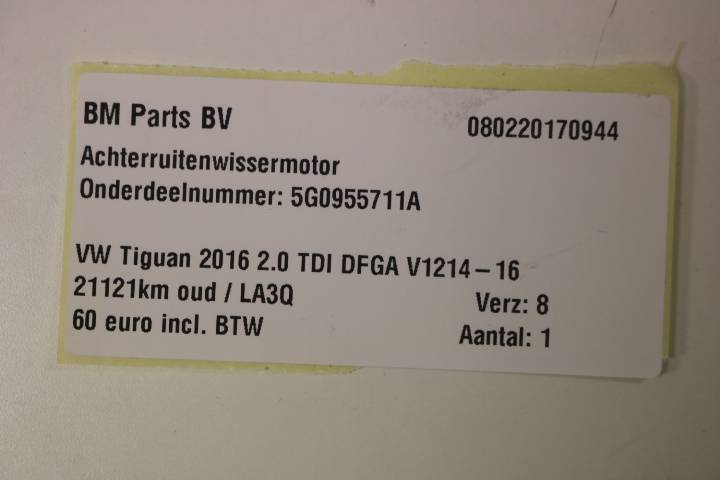 BM Parts BV 080220170944
Achterruitenwissermotor
Onderdeelnummer: 5G0955711A
VW Tiguan 2016 2.0 TDI DFGA V1214-16
21121km oud / LA3Q Verz: 8
60 euro incl. BTW Aantal: 1